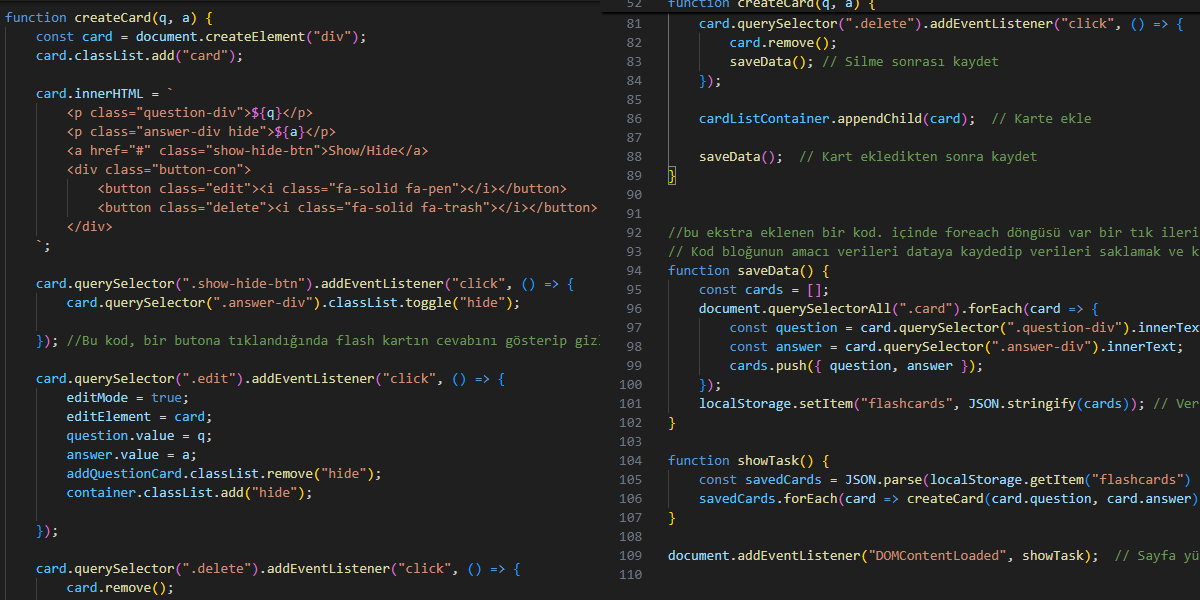 function createCard(q, a) {
const card = document.createElement("div");
card.classList.add("card");
card.innerHTML = `
<p class="question-div">${q}</p>
<p class="answer-div hide">${a}</p>
<a href="#" class="show-hide-btn">Show/Hide</a>
<div class="button-con">
<button class="edit"><i class="fa-solid fa-pen"></i></button>
<button class="delete"><i class="fa-solid fa-trash"></i></button>
</div>
`;
card.querySelector(".show-hide-btn").addEventListener("click", () => {
card.querySelector(".answer-div").classList.toggle("hide");
}); //Bu kod, bir butona tıklandığında flash kartın cevabını gösterip giz
card.querySelector(".edit").addEventListener("click", () => {
editMode = true;
editElement = card;
question.value = q;
answer.value = a;
addQuestionCard.classList.remove("hide");
container.classList.add("hide");
});
card.querySelector(".delete").addEventListener("click", () => {
card.remove();
52 function createCard(q, a) {
81 card.querySelector(".delete").addEventListener("click", () => {
82 card.remove();
83 saveData(); // Silme sonrası kaydet
84 });
85
86 cardListContainer.appendChild(card); // Karte ekle
87
88 saveData(); // Kart ekledikten sonra kaydet
89 }
90
91
92 //bu ekstra eklenen bir kod. içinde foreach döngüsü var bir tık ileri
93 // Kod bloğunun amacı verileri dataya kaydedip verileri saklamak ve k
94 function saveData() {
95 const cards = [];
96 document.querySelectorAll(".card").forEach(card => {
97 const question = card.querySelector(".question-div").innerTex
98 const answer = card.querySelector(".answer-div").innerText;
99 cards.push({ question, answer });
100 });
101 localStorage.setItem("flashcards", JSON.stringify(cards)); // Ver
102 }
103
104 function showTask() {
105 const savedCards = JSON.parse(localStorage.getItem("flashcards")
106 savedCards.forEach(card => createCard(card.question, card.answer)
107 }
108
109 document.addEventListener("DOMContentLoaded", showTask); // Sayfa yü
110